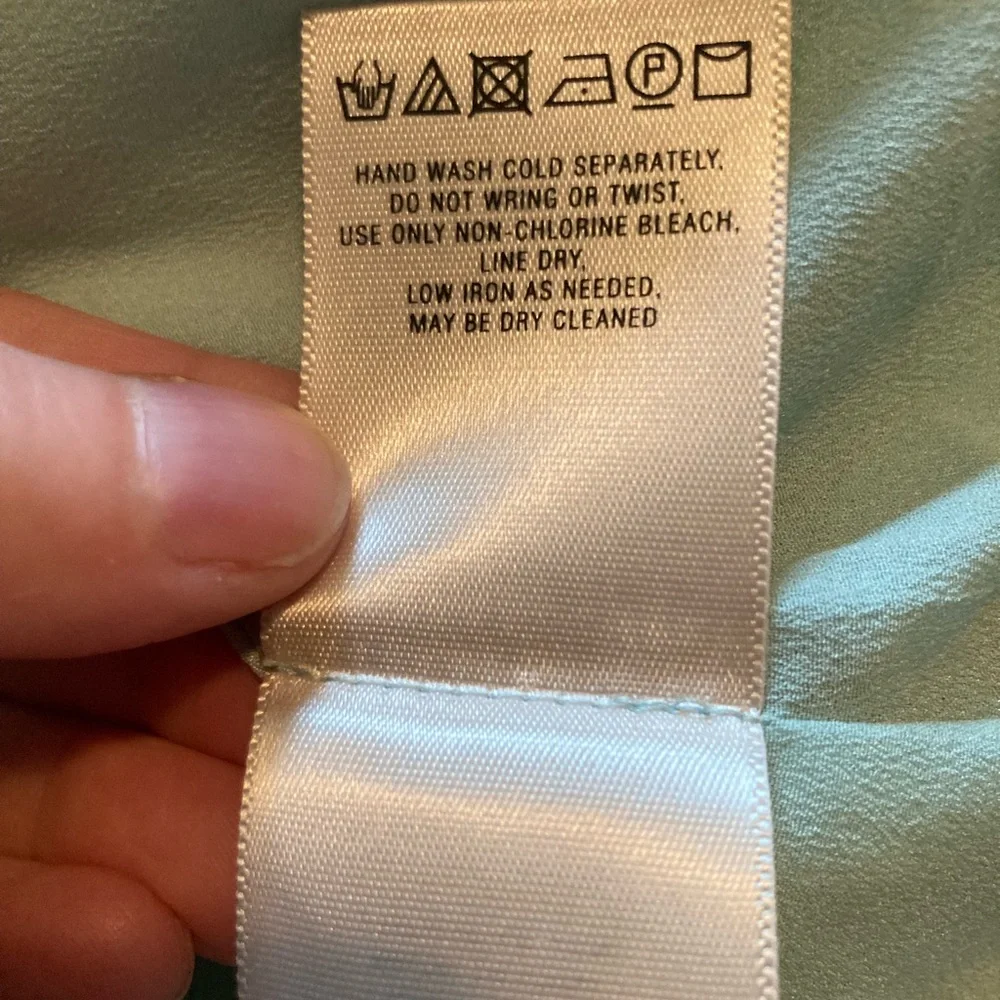 P
HAND WASH COLD SEPARATELY.
DO NOT WRING OR TWIST.
USE ONLY NON-CHLORINE BLEACH.
LINE DRY.
LOW IRON AS NEEDED.
MAY BE DRY CLEANED